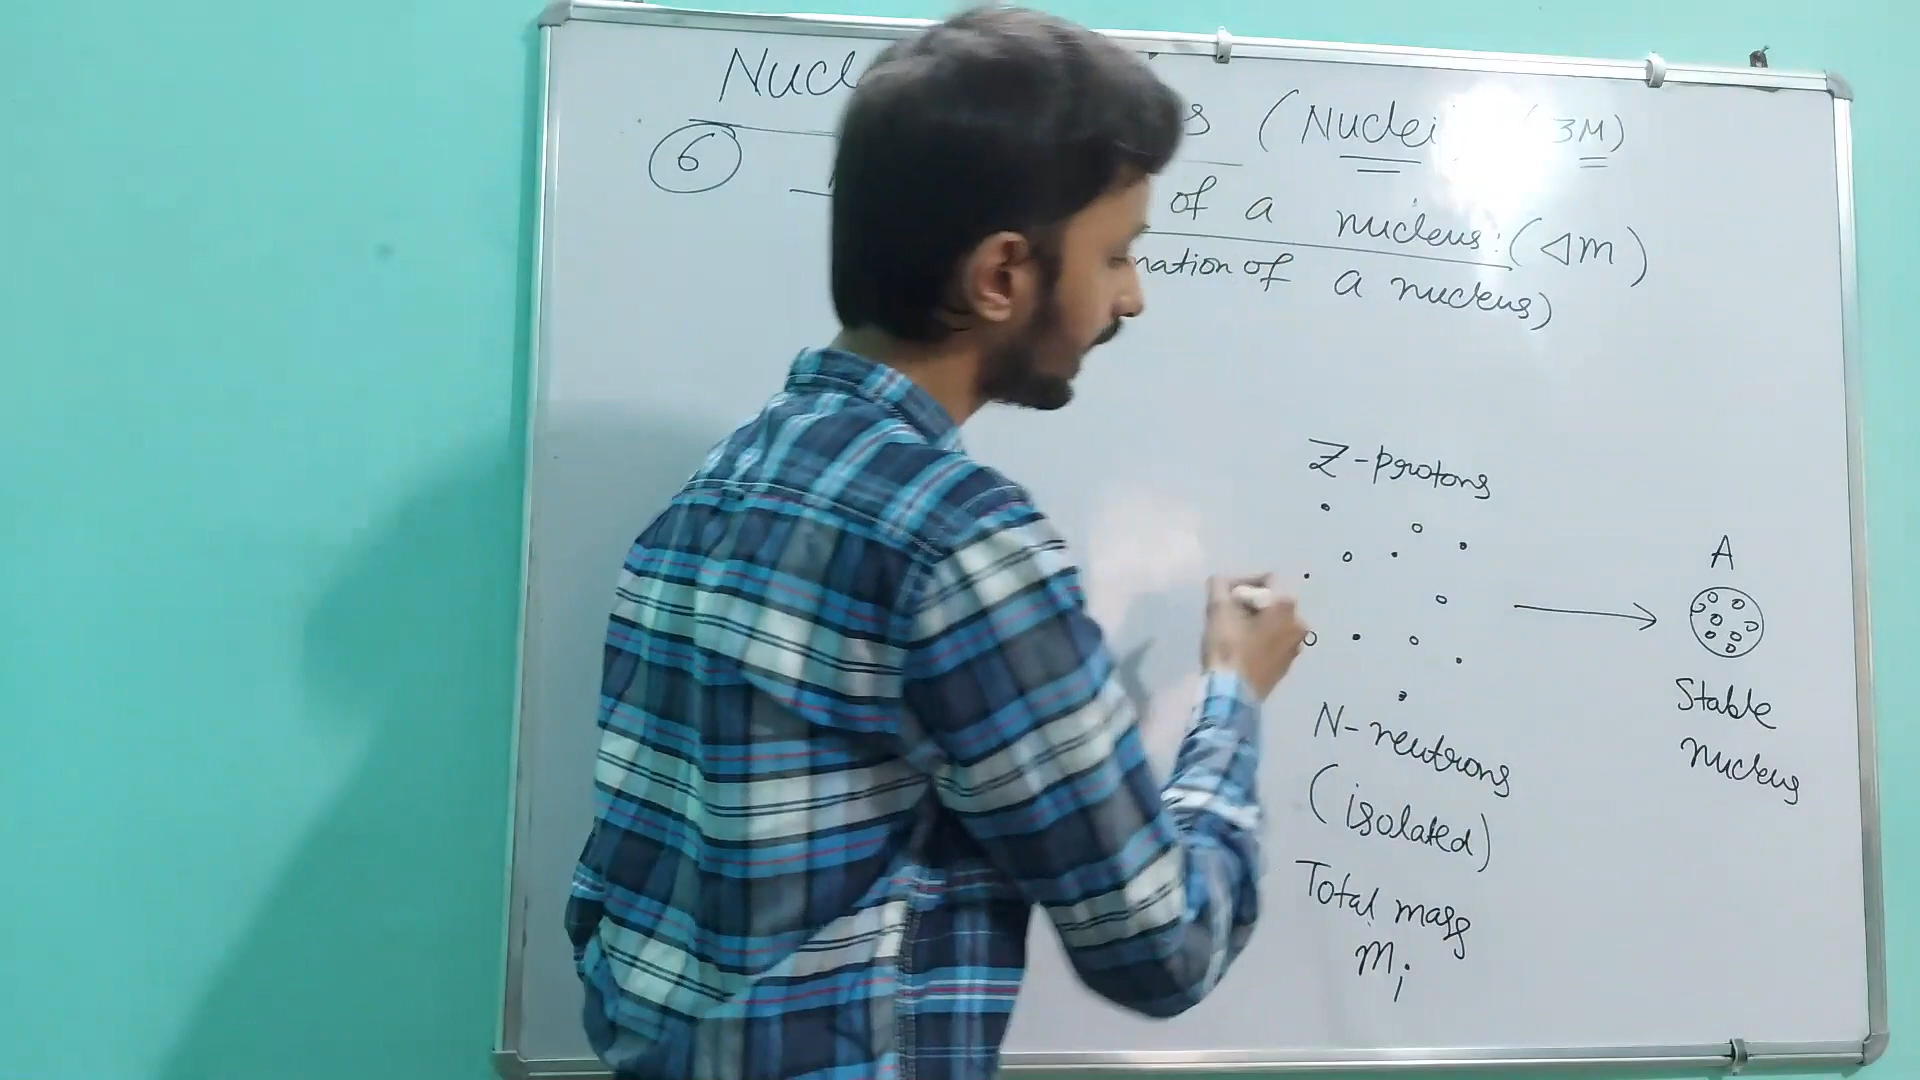 Nucl
s (Nuclei (3M)
6
of a nucleus: (Δm)
mation of a nucleus)
Z-protons
A
Stable
nucleus
N-neutrons
(isolated)
Total mass
mi